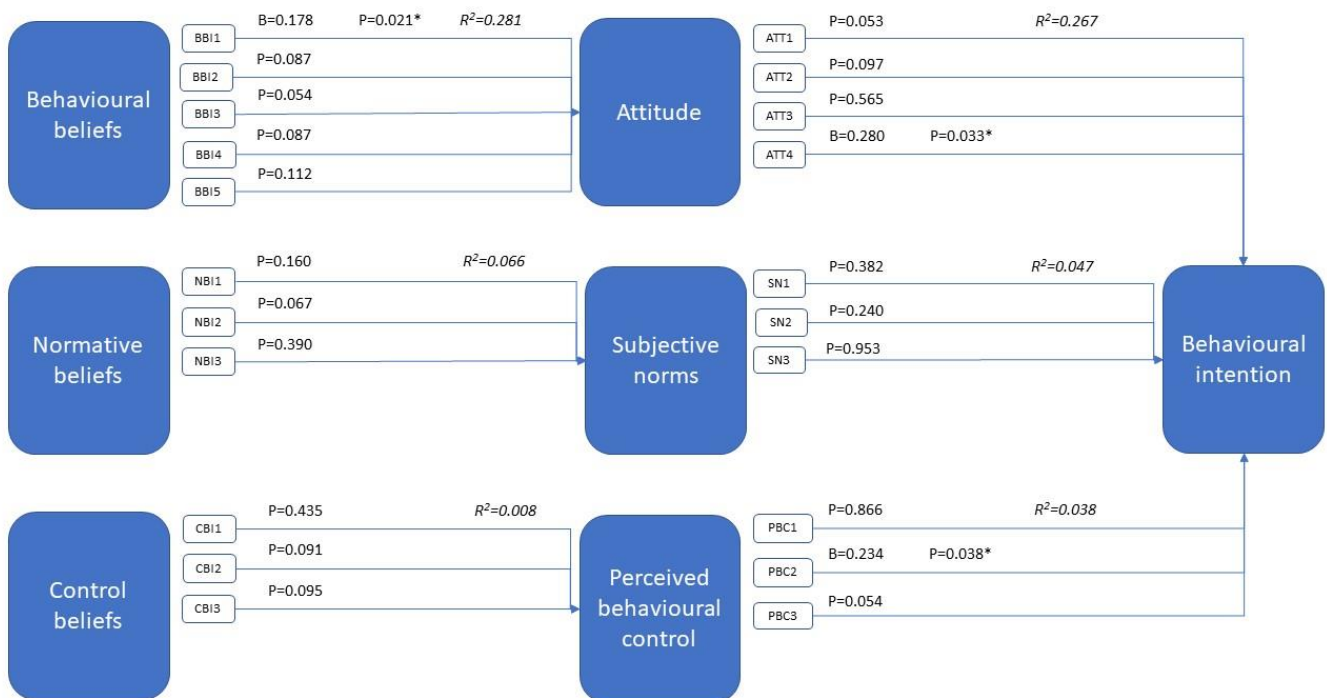 B=0.178 P=0.021* R²=0.281
BBI1
P=0.087
BBI2
P=0.054
BBI3
P=0.087
BBI4
P=0.112
BBI5
Behavioural
beliefs
Attitude
P=0.053 R²=0.267
ATT1
P=0.097
ATT2
P=0.565
ATT3
B=0.280 P=0.033*
ATT4
P=0.160 R²=0.066
NBI1
P=0.067
NBI2
P=0.390
NBI3
Normative
beliefs
Subjective
norms
P=0.382 R²=0.047
SN1
P=0.240
SN2
P=0.953
SN3
Behavioural
intention
P=0.435 R²=0.008
CBI1
P=0.091
CBI2
P=0.095
CBI3
Control
beliefs
Perceived
behavioural
control
P=0.866 R²=0.038
PBC1
B=0.234 P=0.038*
PBC2
P=0.054
PBC3